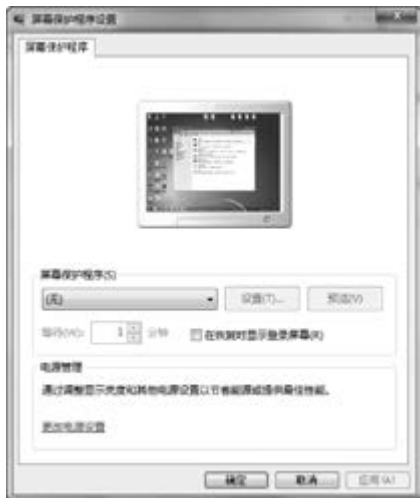 屏幕保护程序设置
屏幕保护程序
屏幕保护程序(S)
(无) 设置(T)... 预览(V)
等待(W): 1 分钟 在恢复时显示登录屏幕(R)
电源管理
通过调整显示亮度和其他电源设置以节省能源或提供最佳性能。
更改电源设置
确定 取消 应用(A)